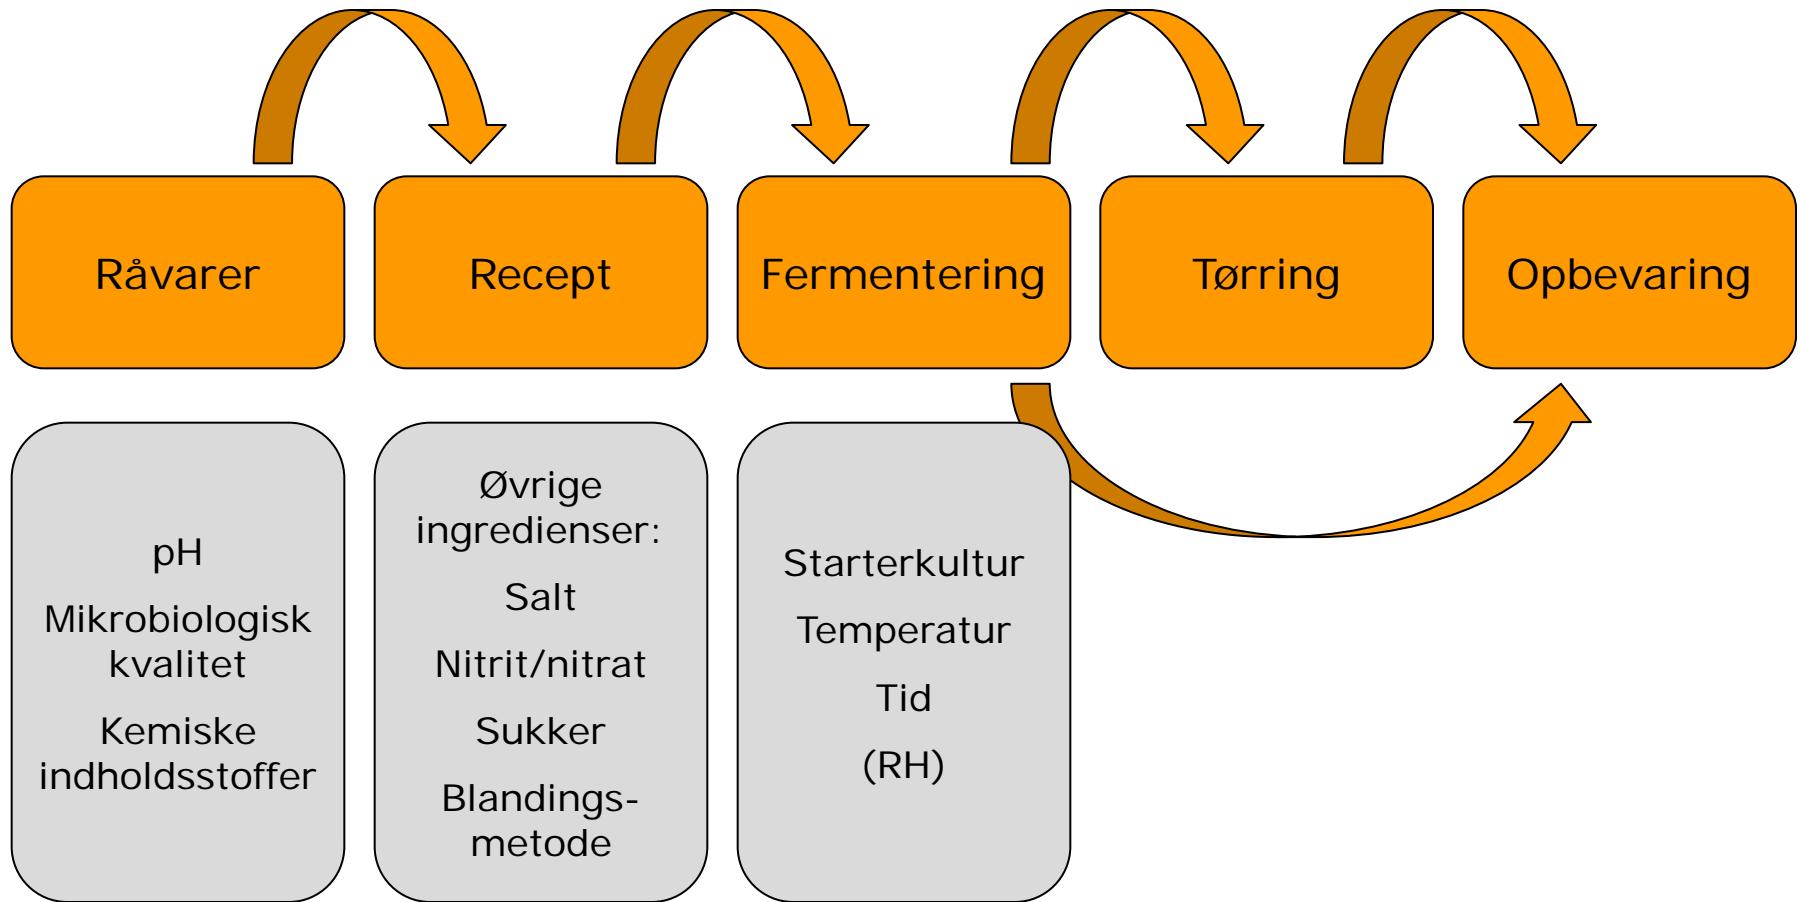 Råvarer
Recept
Fermentering
Tørring
Opbevaring
pH
Mikrobiologisk
kvalitet
Kemiske
indholdsstoffer
Øvrige
ingredienser:
Salt
Nitrit/nitrat
Sukker
Blandings-
metode
Starterkultur
Temperatur
Tid
(RH)